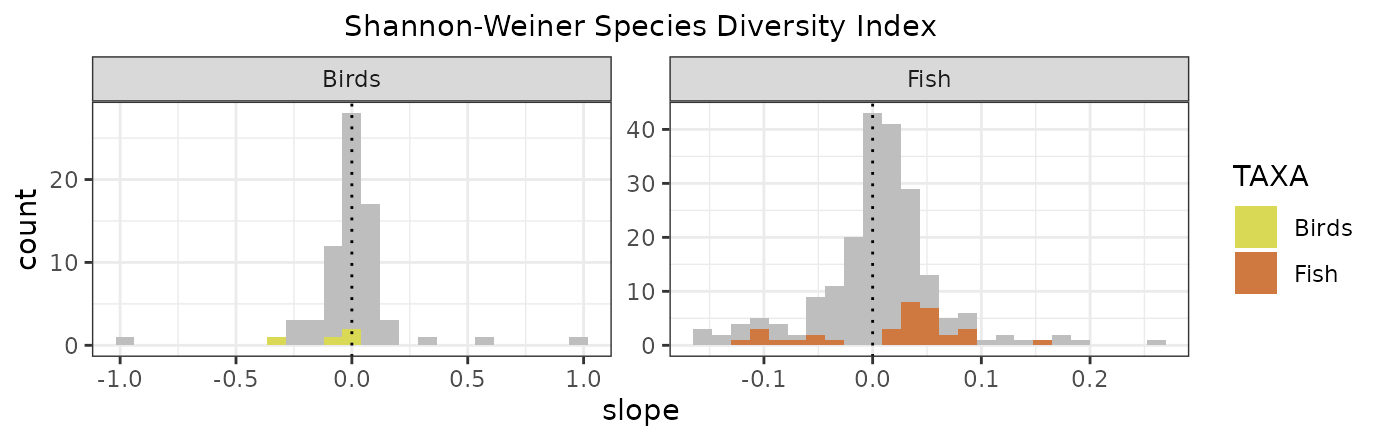 Shannon-Weiner Species Diversity Index
Birds
Fish
count
20
10
0
-1.0 -0.5 0.0 0.5 1.0
40
30
20
10
0
-0.1 0.0 0.1 0.2
slope
TAXA
Birds
Fish